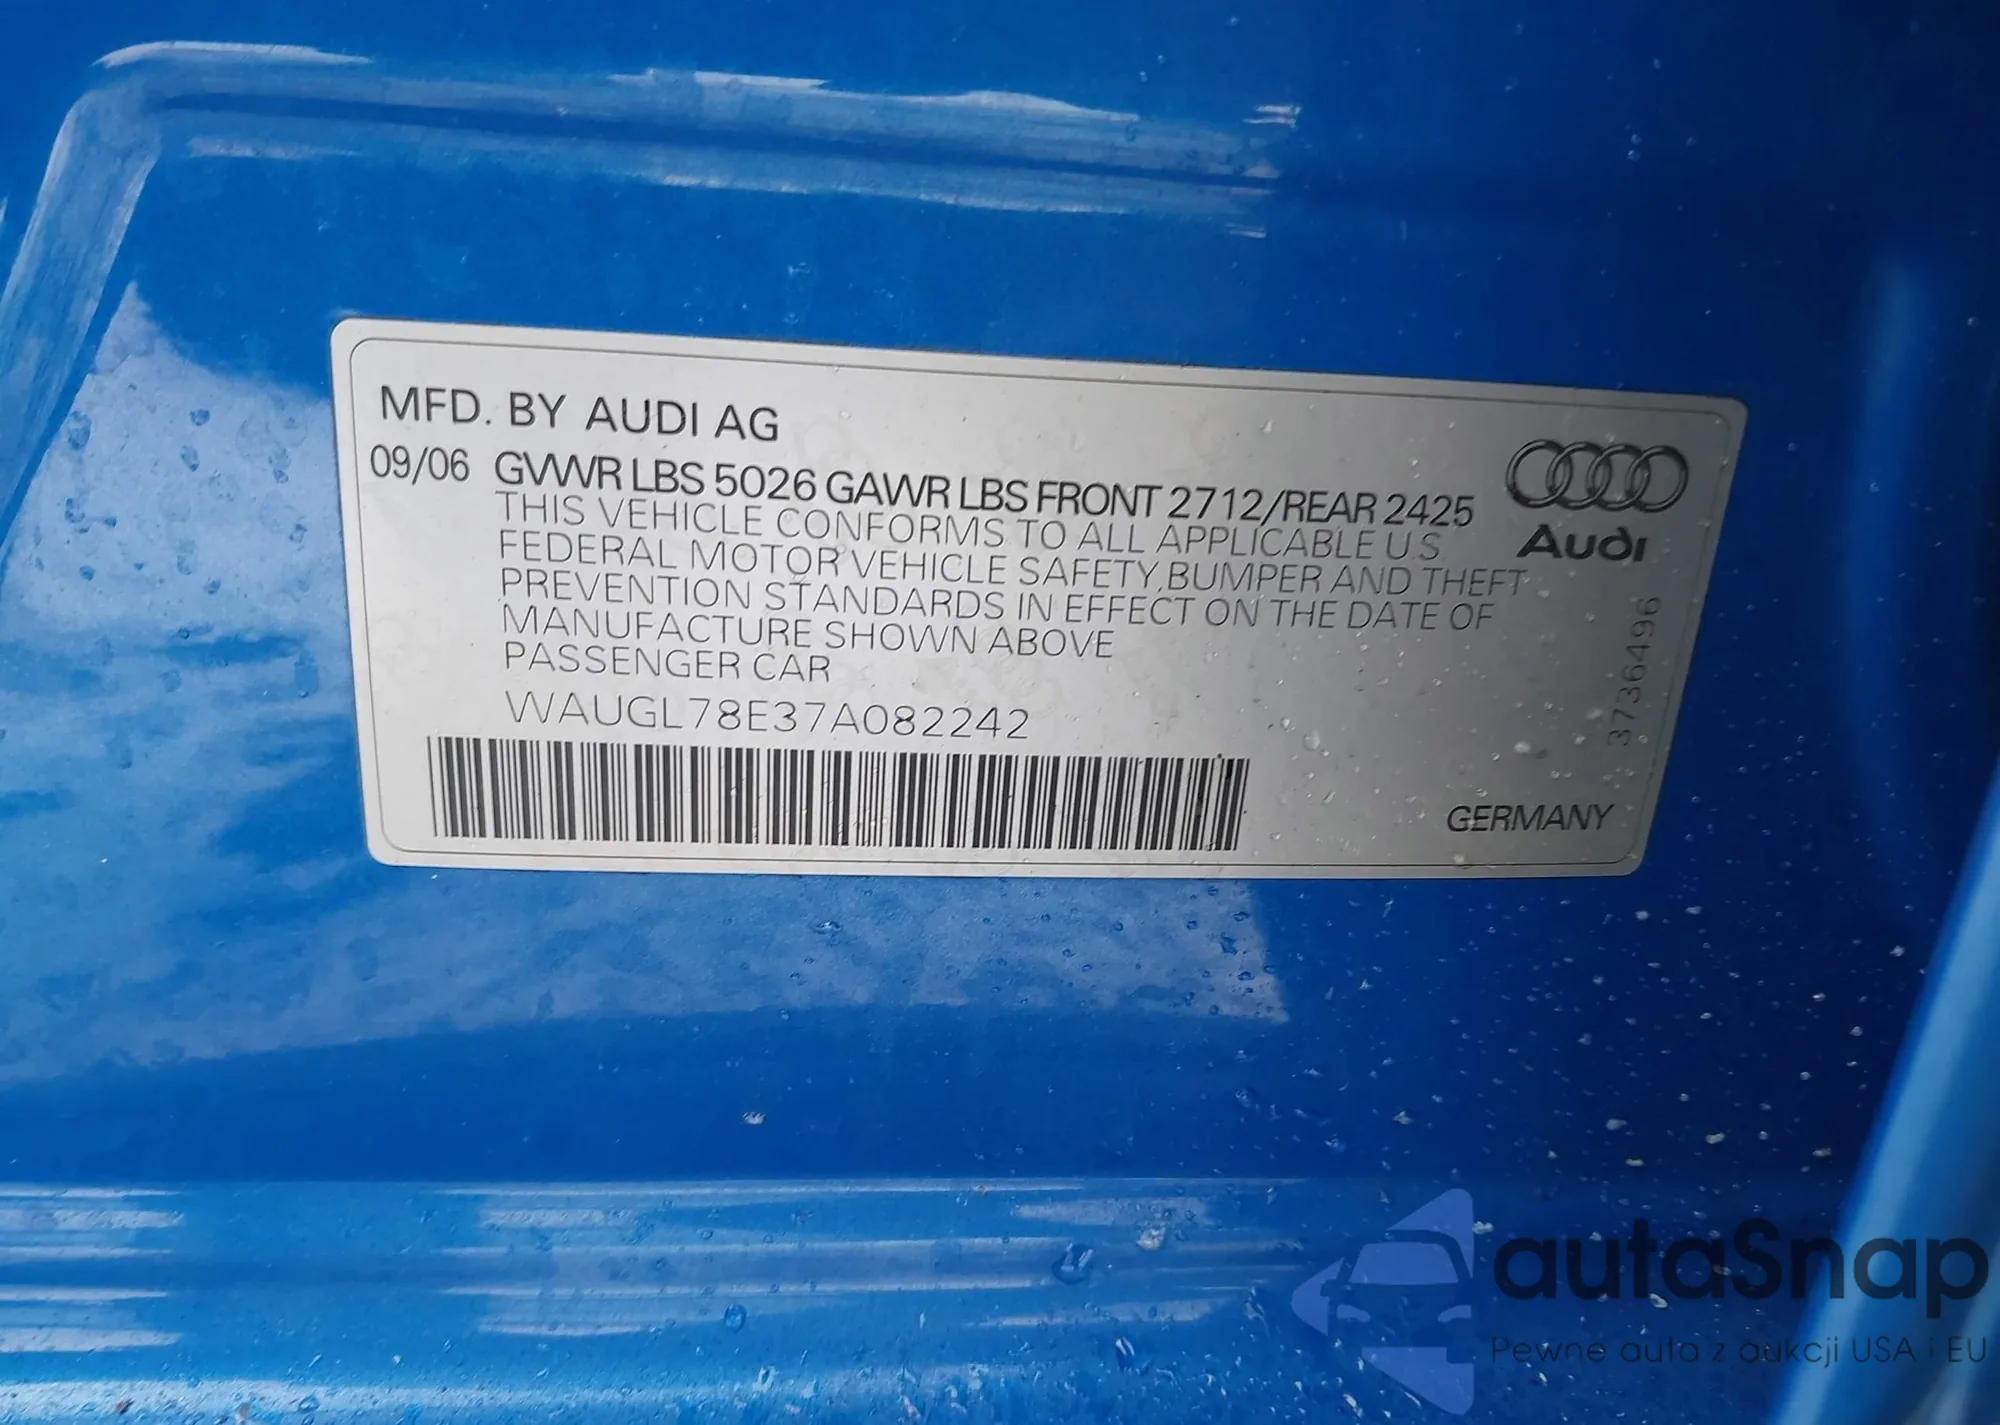 MFD. BY AUDI AG
09/06 GVWR LBS 5026 GAWR LBS FRONT 2712/REAR 2425
THIS VEHICLE CONFORMS TO ALL APPLICABLE U.S
FEDERAL MOTOR VEHICLE SAFETY,BUMPER AND THEFT
PREVENTION STANDARDS IN EFFECT ON THE DATE OF
MANUFACTURE SHOWN ABOVE
PASSENGER CAR
WAUGL78E37A082242
Audi
37364496
GERMANY
autaSnap
Pewne auta z aukcji USA i EU